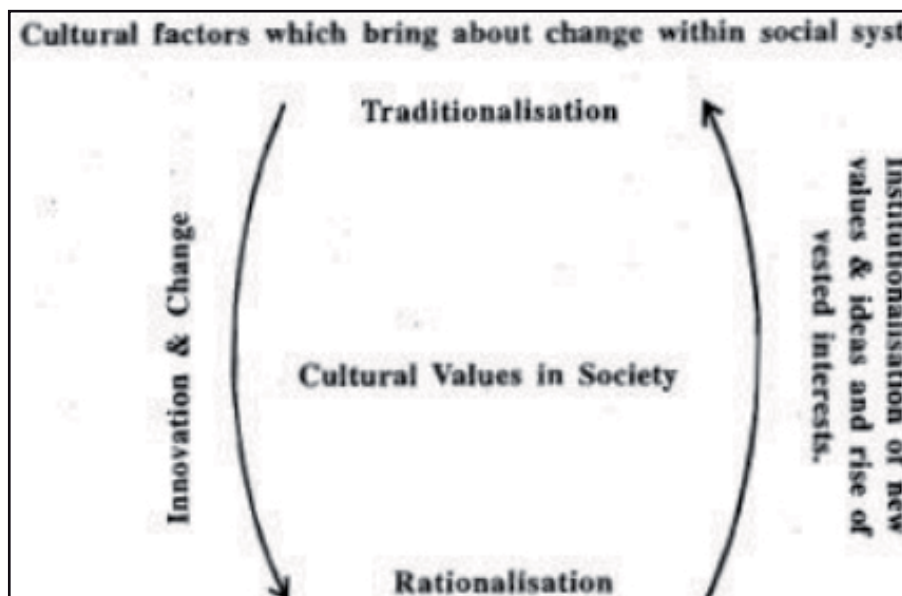 Cultural factors which bring about change within social syst
Traditionalisation
Innovation & Change
Cultural Values in Society
Institutionalisation of new
values & ideas and rise of
vested interests.
Rationalisation